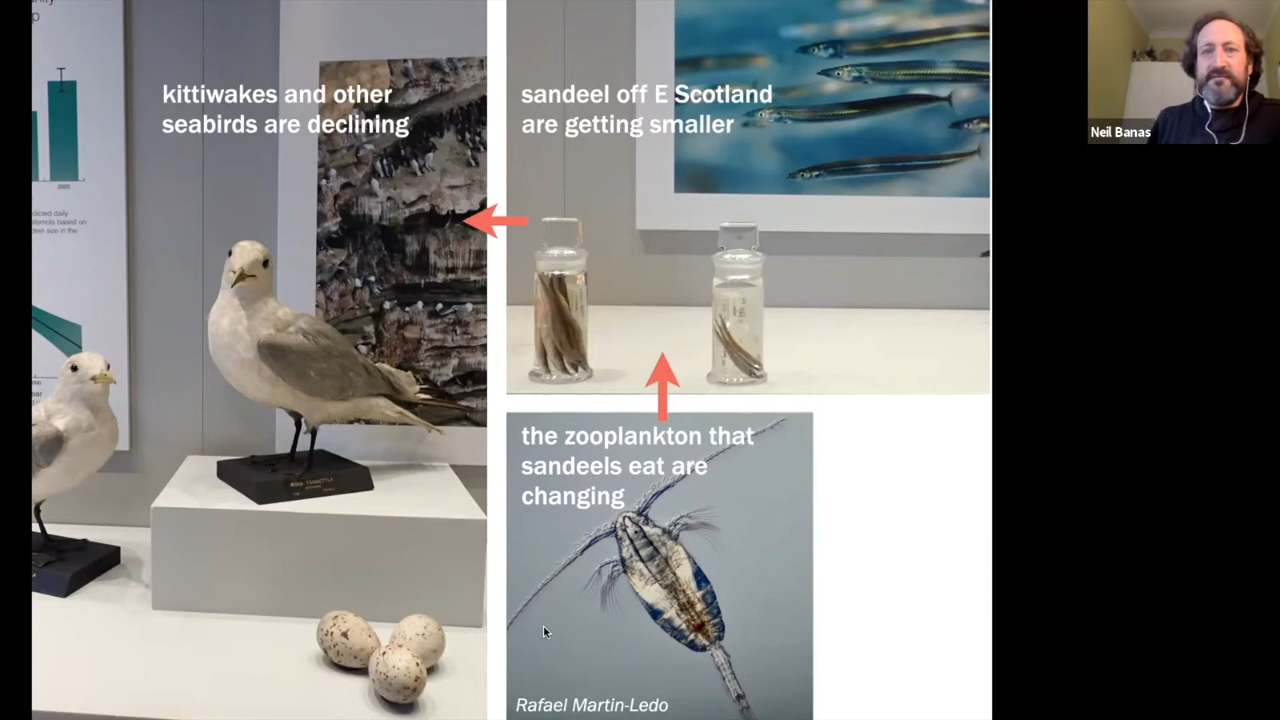 kittiwakes and other
seabirds are declining
sandeel off E Scotland
are getting smaller
the zooplankton that
sandeels eat are
changing
Rafael Martin-Ledo
Neil Banas
2025